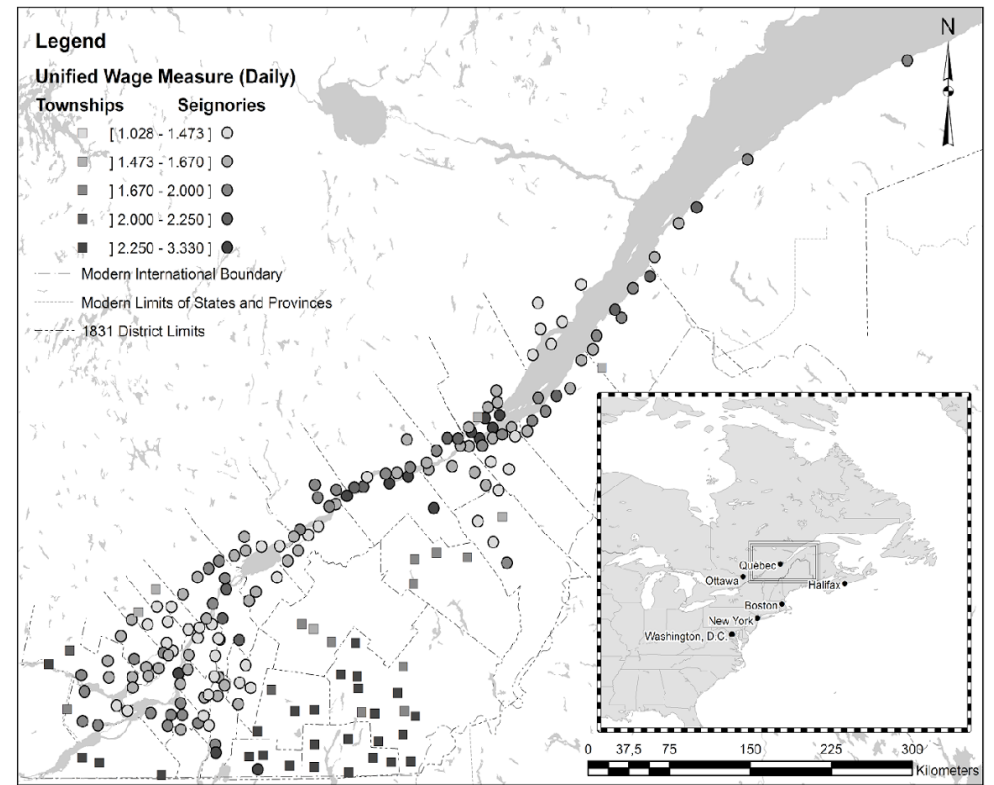 Legend
Unified Wage Measure (Daily)
Townships Seignories
[ 1.028 - 1.473 ]
] 1.473 - 1.670 ]
] 1.670 - 2.000 ]
] 2.000 - 2.250 ]
] 2.250 - 3.330 ]
Modern International Boundary
Modern Limits of States and Provinces
1831 District Limits
N
Québec
Ottawa
Halifax
Boston
New York
Washington, D.C.
0 37,5 75 150 225 300
Kilometers